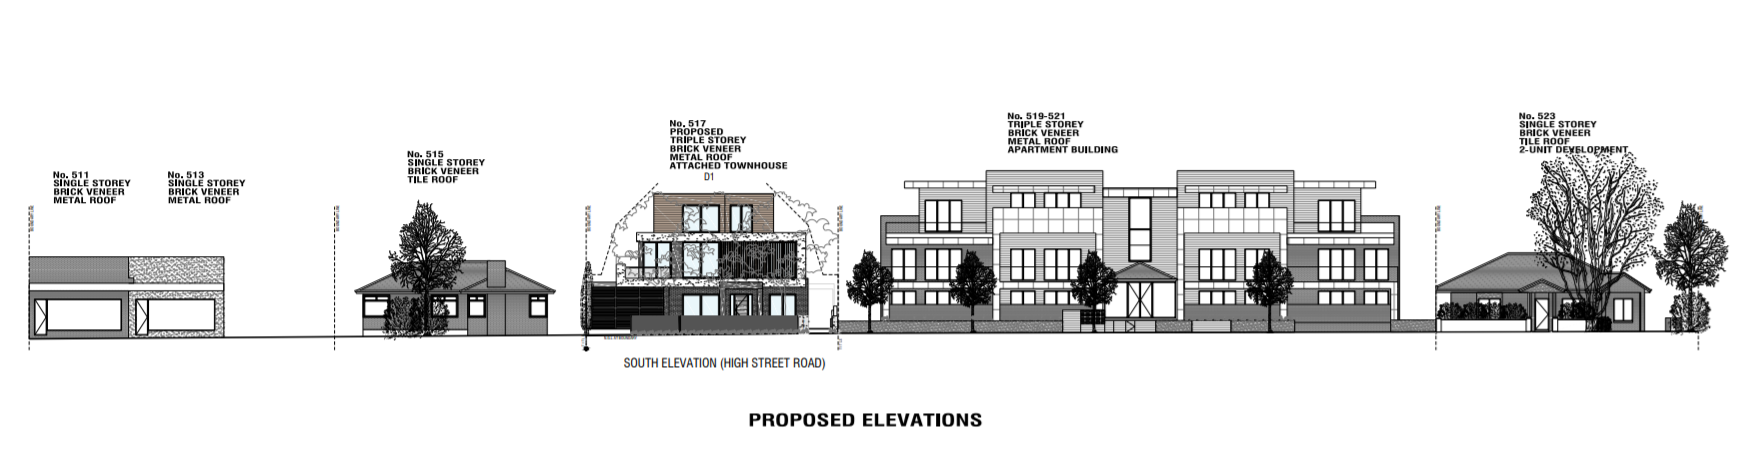 No. 511
SINGLE STOREY
BRICK VENEER
METAL ROOF
No. 513
SINGLE STOREY
BRICK VENEER
METAL ROOF
No. 515
SINGLE STOREY
BRICK VENEER
TILE ROOF
No. 517
PROPOSED
TRIPLE STOREY
BRICK VENEER
METAL ROOF
ATTACHED TOWNHOUSE
D1
No. 519-521
TRIPLE STOREY
BRICK VENEER
METAL ROOF
APARTMENT BUILDING
No. 523
SINGLE STOREY
BRICK VENEER
TILE ROOF
2-UNIT DEVELOPMENT
SOUTH ELEVATION (HIGH STREET ROAD)
PROPOSED ELEVATIONS